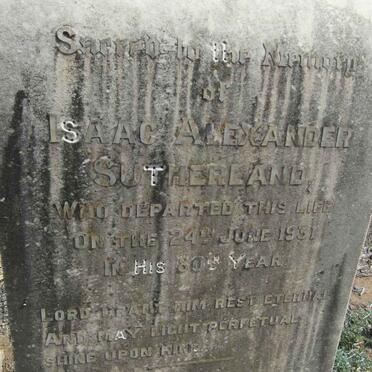 Sacred to the Memory
of
Isaac Alexander
Sutherland,
Who departed this life
on the 24th June 1931
in his Year
Lord grant him rest eternal
And may light perpetual
shine upon him